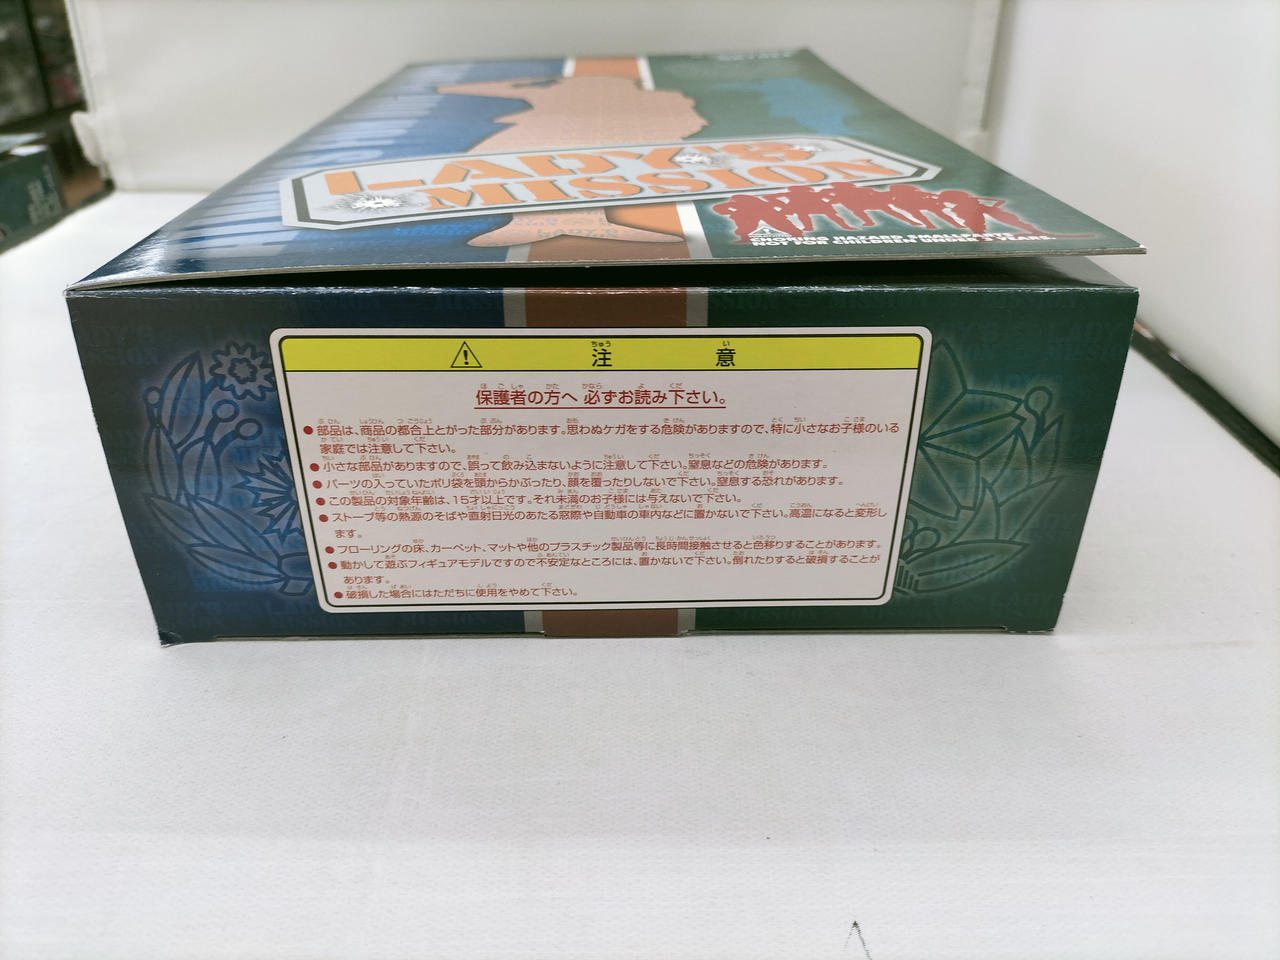 LADY'S
MISSION
CHOKING HAZARD SMALL PARTS.
NOT FOR CHILDREN UNDER 3 YEARS.
注意
保護者の方へ 必ずお読み下さい。
●部品は、商品の都合上とがった部分があります。思わぬケガをする危険がありますので、特に小さなお子様のいる
家庭では注意して下さい。
●小さな部品がありますので、誤って飲み込まないように注意して下さい。窒息などの危険があります。
●パーツの入っていたポリ袋を頭からかぶったり、顔を覆ったりしないで下さい。窒息する恐れがあります。
●この製品の対象年齢は、15才以上です。それ未満のお子様には与えないで下さい。
●ストーブ等の熱源のそばや直射日光のあたる窓際や自動車の車内などに置かないで下さい。高温になると変形し
ます。
●フローリングの床、カーペット、マットや他のプラスチック製品等に長時間接触させると色移りすることがあります。
●動かして遊ぶフィギュアモデルですので不安定なところには、置かないで下さい。倒れたりすると破損することが
あります。
●破損した場合にはただちに使用をやめて下さい。